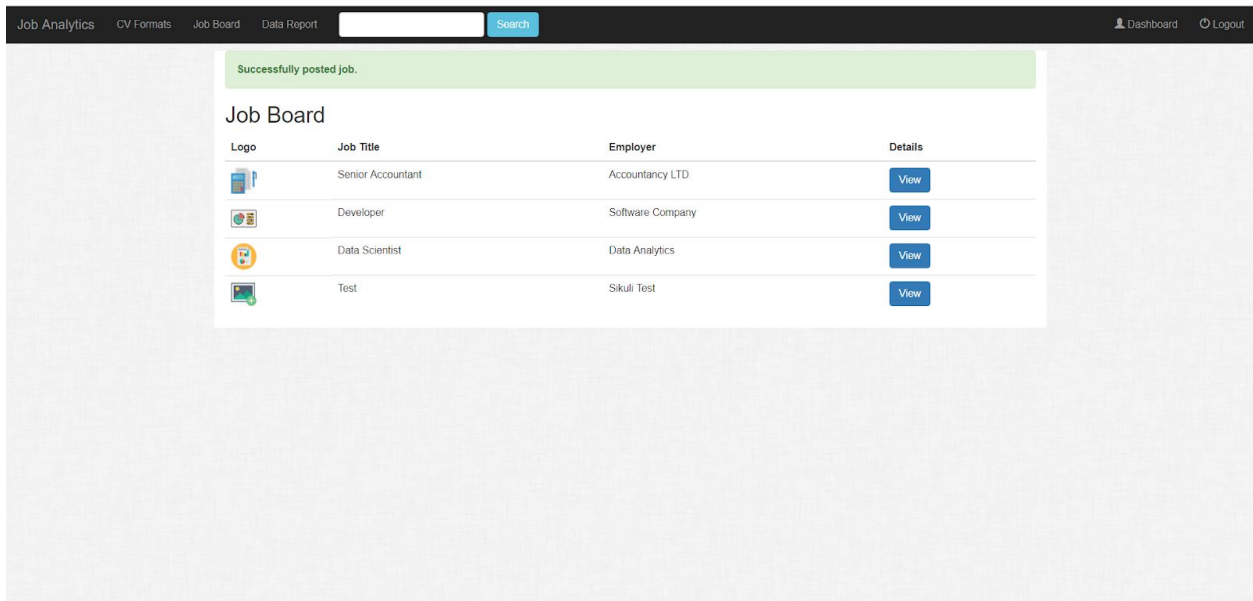 Job Analytics CV Formats Job Board Data Report Search Dashboard Logout
Successfully posted job.
Job Board
Logo Job Title Employer Details
Senior Accountant Accountancy LTD View
Developer Software Company View
Data Scientist Data Analytics View
Test Sikuli Test View